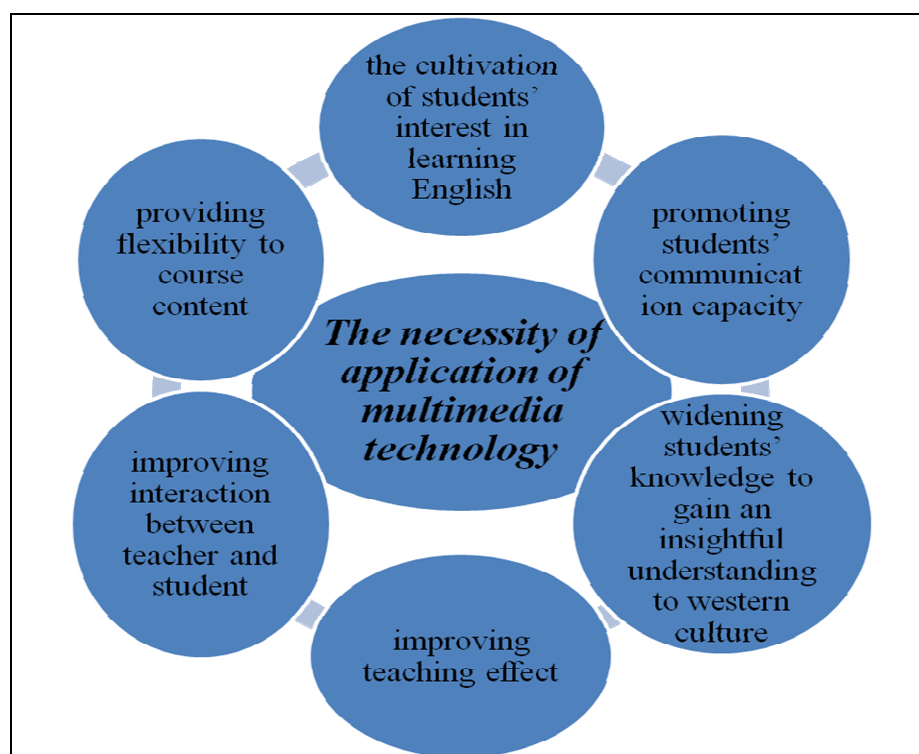 the cultivation
of students’
interest in
learning
English
promoting
students’
communicat
ion capacity
widening
students’
knowledge to
gain an
insightful
understanding
to western
culture
improving
teaching effect
improving
interaction
between
teacher and
student
providing
flexibility to
course
content
The necessity of
application of
multimedia
technology